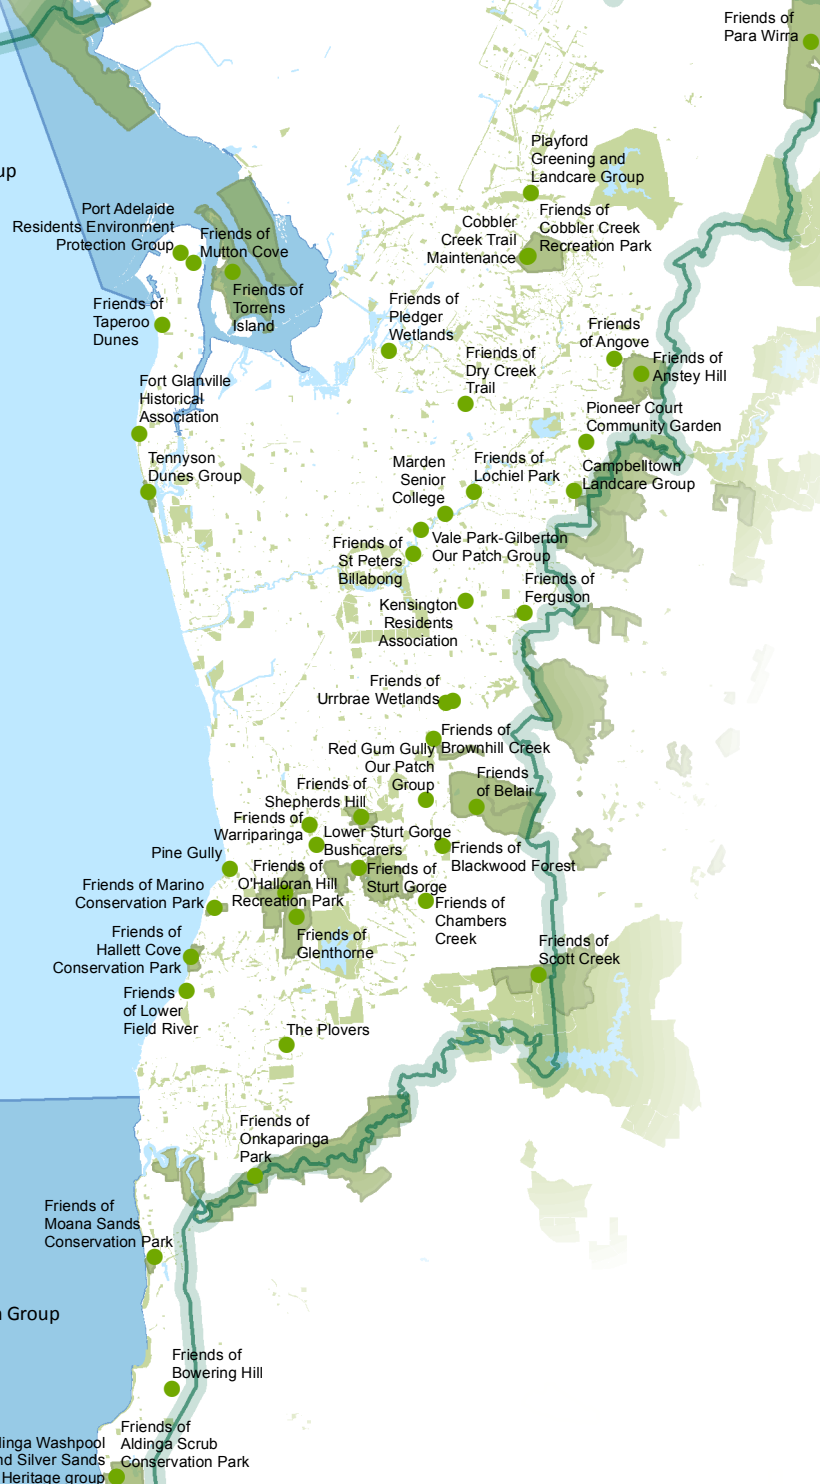 Friends of
Para Wirra
Playford
Greening and
Landcare Group
up
Port Adelaide
Residents Environment
Protection Group
Friends of
Mutton Cove
Cobbler
Creek Trail
Maintenance
Friends of
Cobbler Creek
Recreation Park
Friends of
Torrens
Island
Friends of
Taperoo
Dunes
Friends of
Pledger
Wetlands
Friends
of Angove
Friends of
Anstey Hill
Friends of
Dry Creek
Trail
Fort Glanville
Historical
Association
Pioneer Court
Community Garden
Tennyson
Dunes Group
Marden
Senior
College
Friends of
Lochiel Park
Campbelltown
Landcare Group
Friends of
St Peters
Billabong
Vale Park-Gilberton
Our Patch Group
Friends of
Ferguson
Kensington
Residents
Association
Friends of
Urrbrae Wetlands
Friends of
Brownhill Creek
Red Gum Gully
Our Patch
Group
Friends
of Belair
Friends of
Shepherds Hill
Friends of
Warriparinga
Lower Sturt Gorge
Bushcarers
Pine Gully
Friends of
O'Halloran Hill
Recreation Park
Friends of
Sturt Gorge
Friends of
Blackwood Forest
Friends of Marino
Conservation Park
Friends of
Chambers
Creek
Friends of
Hallett Cove
Conservation Park
Friends of
Glenthorne
Friends of
Scott Creek
Friends
of Lower
Field River
The Plovers
Friends of
Onkaparinga
Park
Friends of
Moana Sands
Conservation Park
n Group
Friends of
Bowering Hill
Friends of
Aldinga Scrub
Conservation Park
dinga Washpool
nd Silver Sands
Heritage group